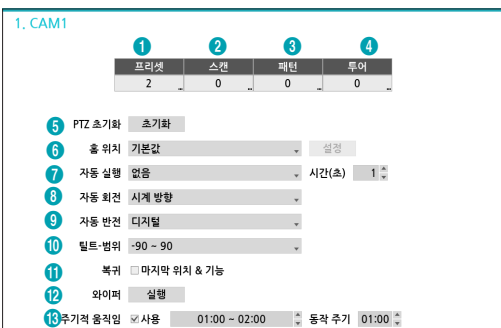 1. CAM1
1 2 3 4
프리셋 스캔 패턴 투어
2 ... 0 ... 0 ... 0 ...
5 PTZ 초기화 초기화
6 홈 위치 기본값 설정
7 자동 실행 없음 시간(초) 1
8 자동 회전 시계 방향
9 자동 반전 디지털
10 틸트-범위 -90 ~ 90
11 복귀 마지막 위치 & 기능
12 와이퍼 실행
13 주기적 움직임 사용 01:00 ~ 02:00 동작 주기 01:00